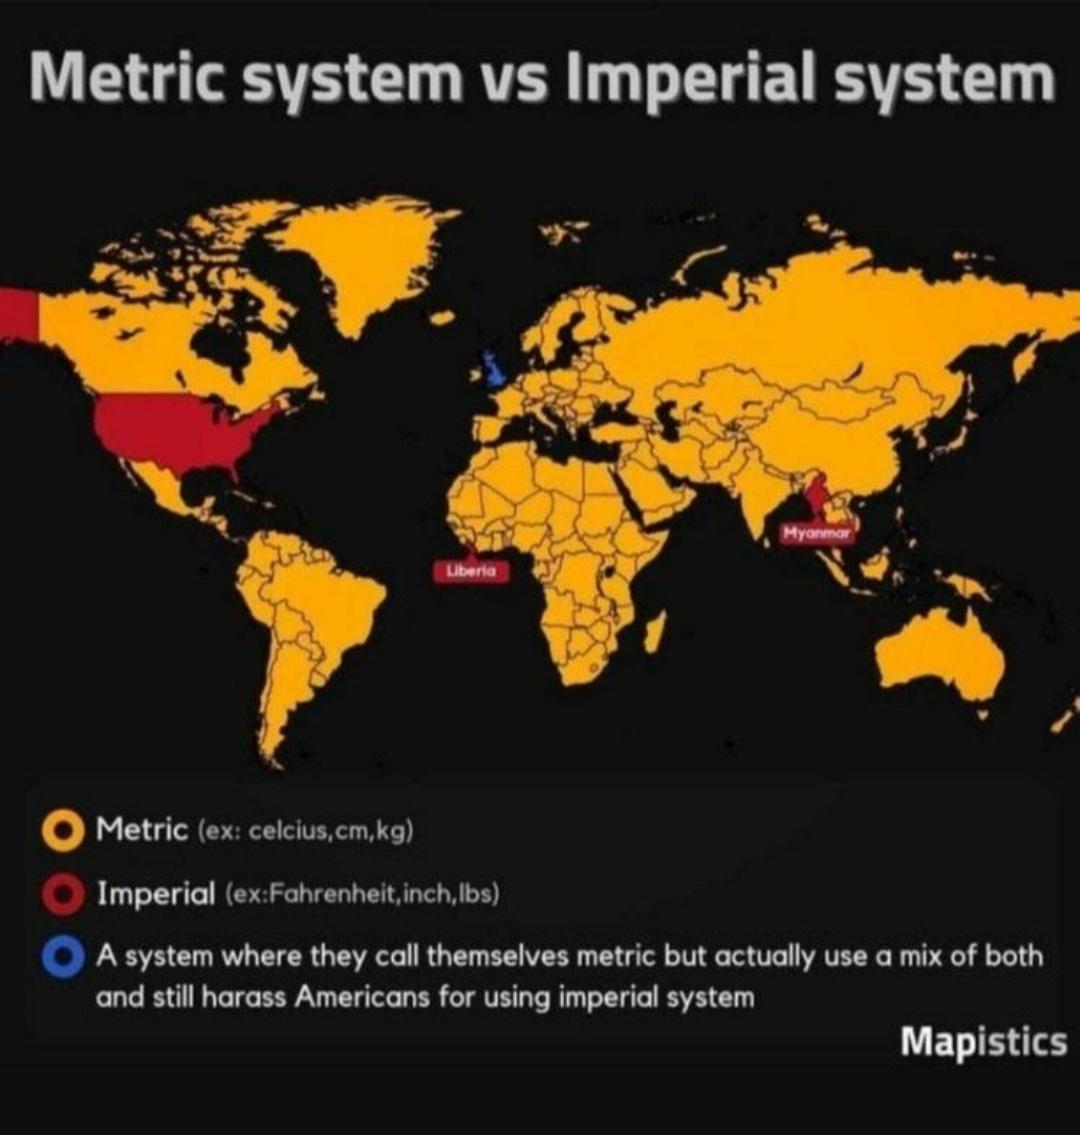 Metric system vs Imperial system
Myanmar
Liberia
Metric (ex: celcius,cm,kg)
Imperial (ex:Fahrenheit,inch,lbs)
A system where they call themselves metric but actually use a mix of both
and still harass Americans for using imperial system
Mapistics